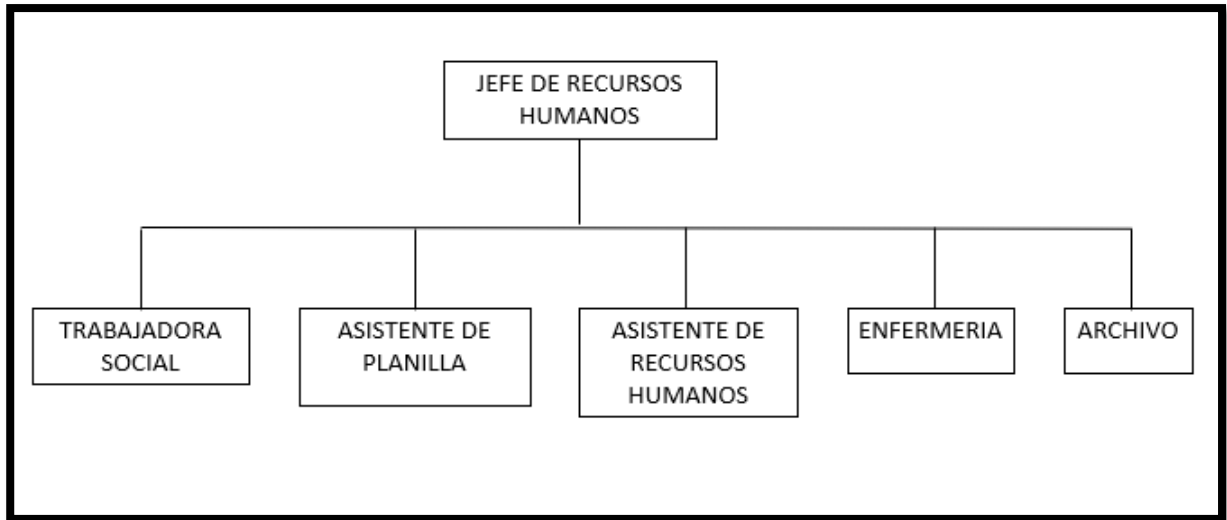 JEFE DE RECURSOS
HUMANOS
TRABAJADORA
SOCIAL
ASISTENTE DE
PLANILLA
ASISTENTE DE
RECURSOS
HUMANOS
ENFERMERIA
ARCHIVO